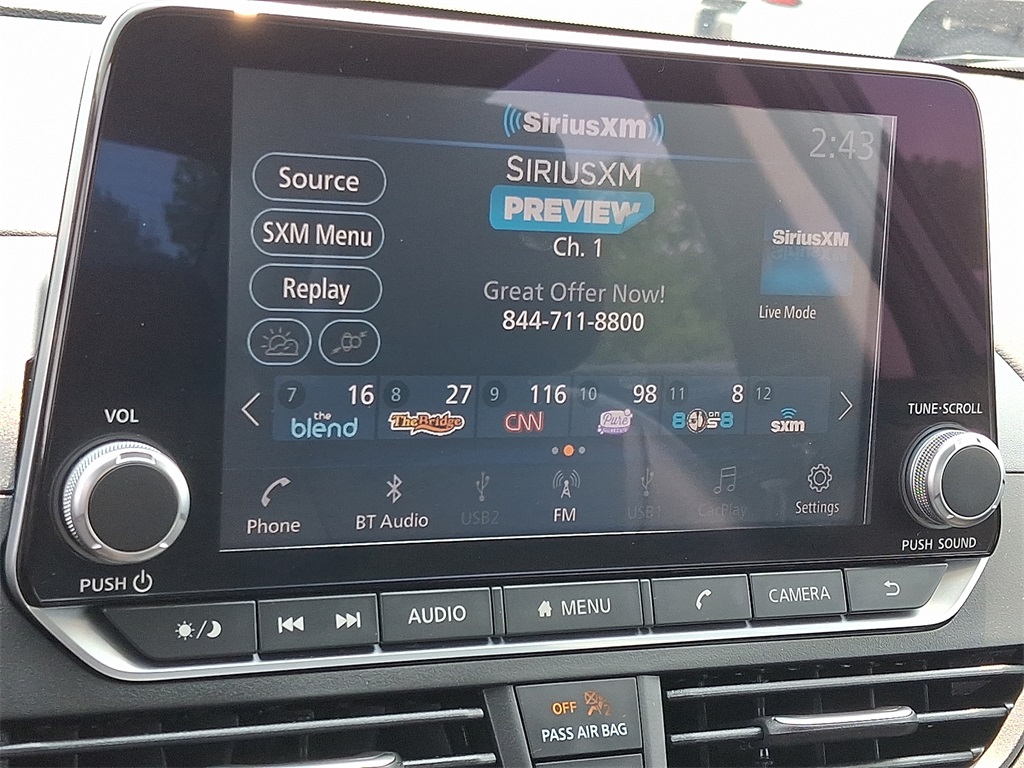 SiriusXm
2:43
SIRIUSXM
PREVIEW
Ch. 1
Source
SXM Menu
Replay
Great Offer Now!
844-711-8800
SiriusXM
Live Mode
7 16 8 27 9 116 10 98 11 8 12
the blend
TheBridge
CNN
Pure
80s on 8
sxm
VOL
TUNE·SCROLL
Phone
BT Audio
USB2
FM
USB1
CarPlay
Settings
PUSH
PUSH SOUND
AUDIO
MENU
CAMERA
OFF
PASS AIR BAG